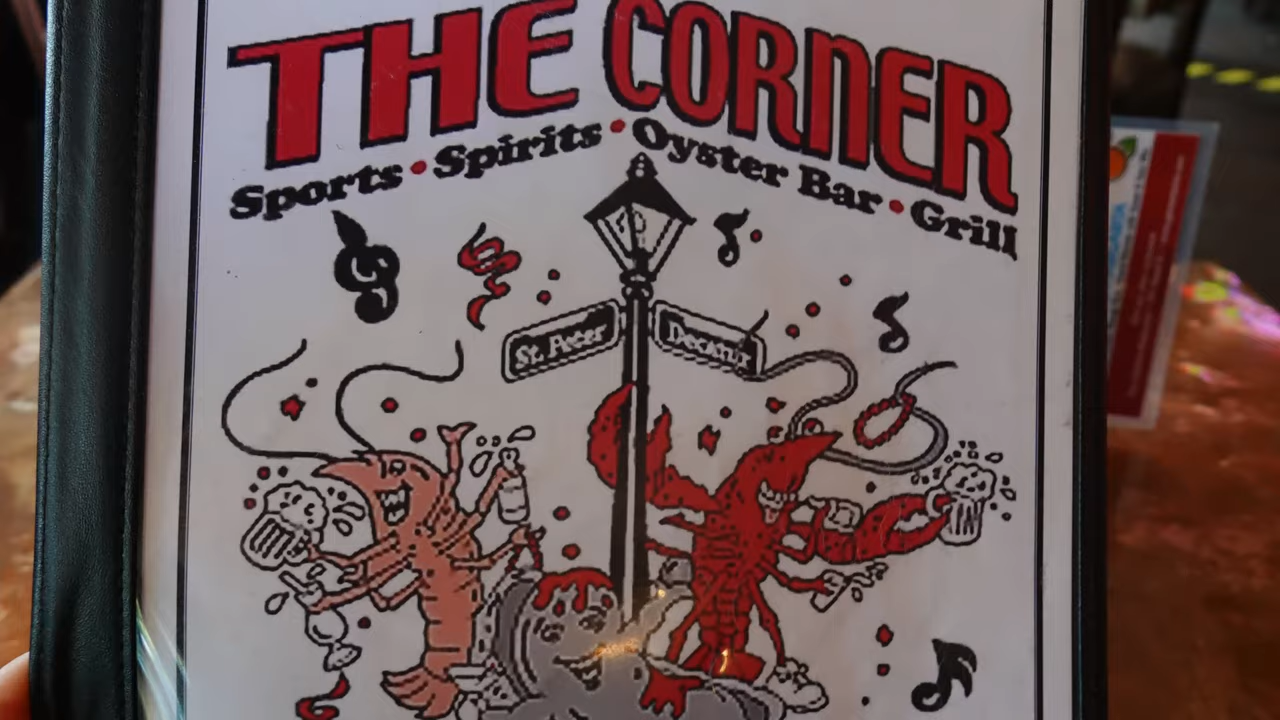 THE CORNER
Sports • Spirits • Oyster Bar • Grill
St. Peter
Decatur